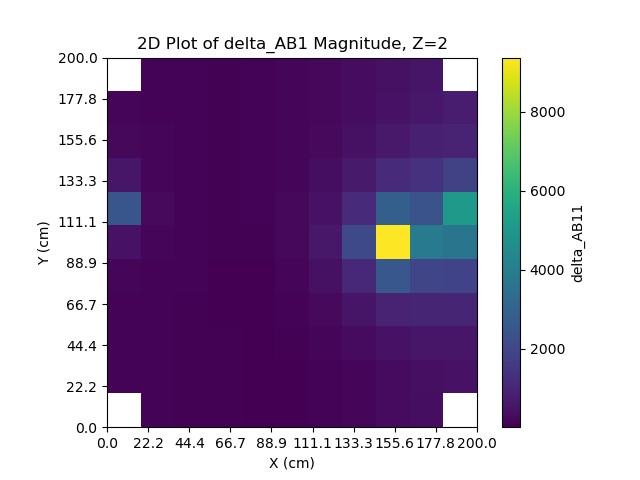 2D Plot of delta_AB1 Magnitude, Z=2
200.0
177.8
155.6
133.3
111.1
88.9
66.7
44.4
22.2
0.0
Y (cm)
0.0 22.2 44.4 66.7 88.9 111.1 133.3 155.6 177.8 200.0
X (cm)
8000
6000
4000
2000
delta_AB11